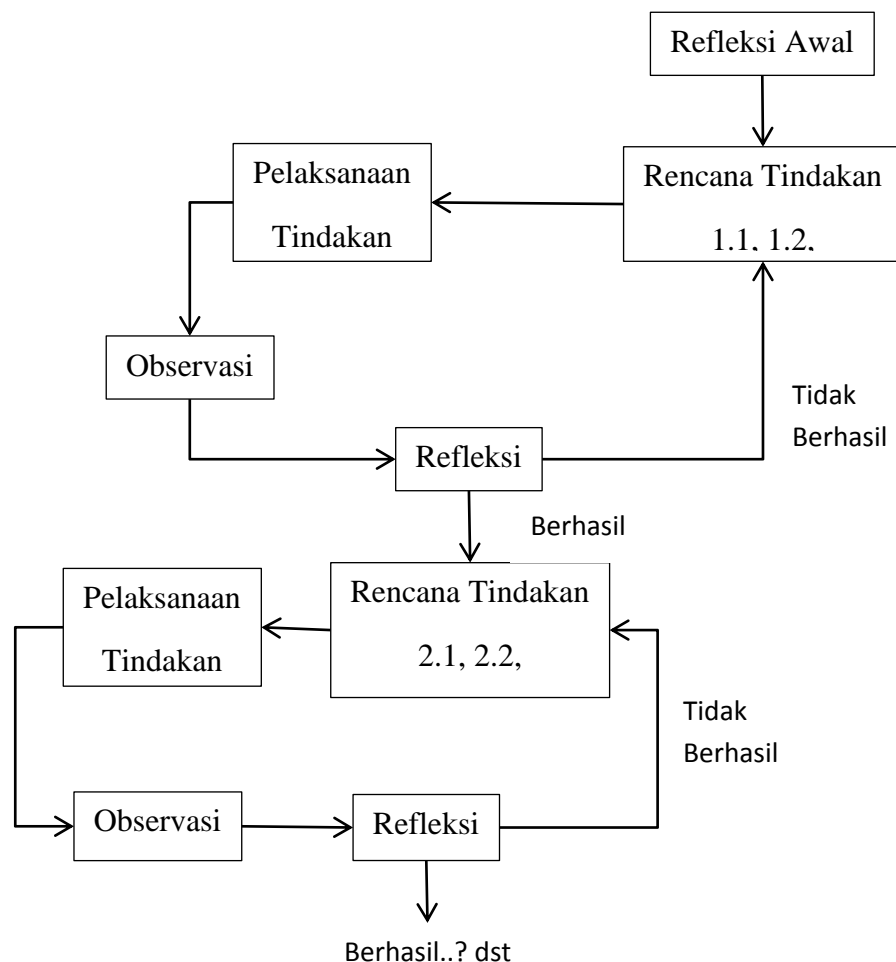 Refleksi Awal
Pelaksanaan
Tindakan
Rencana Tindakan
1.1, 1.2,
Observasi
Tidak
Berhasil
Refleksi
Berhasil
Pelaksanaan
Tindakan
Rencana Tindakan
2.1, 2.2,
Tidak
Berhasil
Observasi
Refleksi
Berhasil..? dst